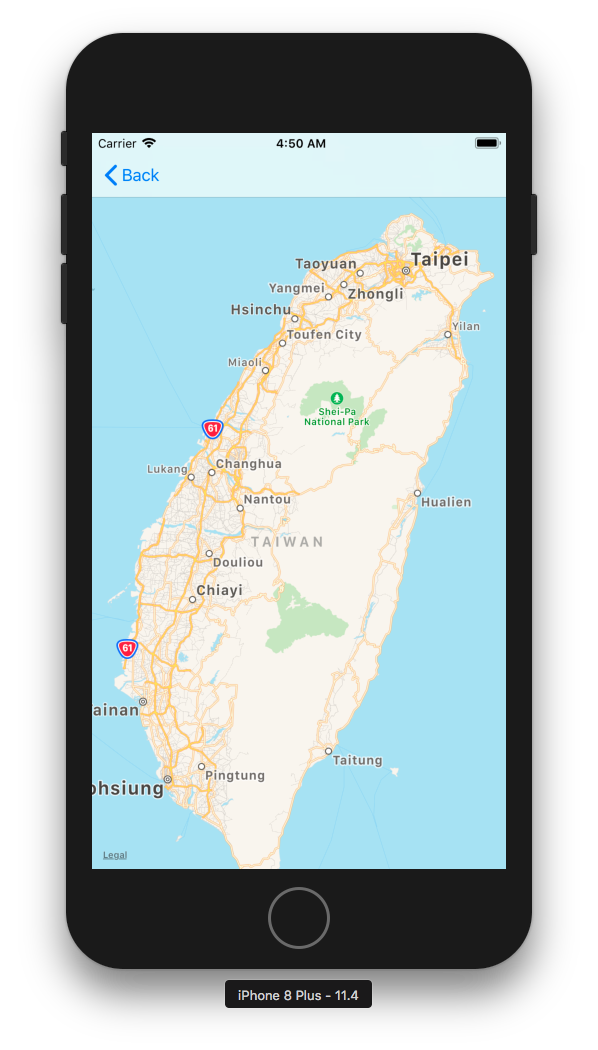 Carrier
4:50 AM
Back
Taipei
Taoyuan
Yangmei
Zhongli
Hsinchu
Yilan
Toufen City
Miaoli
Shei-Pa
National Park
61
Changhua
Lukang
Nantou
Hualien
TAIWAN
Douliou
Chiayi
61
ainan
Taitung
Pingtung
ohsiung
Legal
iPhone 8 Plus - 11.4